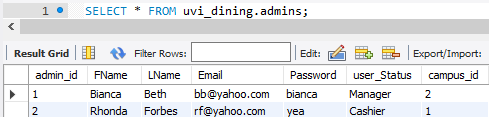 1 SELECT * FROM uvi_dining.admins;
Result Grid Filter Rows: Edit: Export/Import:
admin_id FName LName Email Password user_Status campus_id
1 Bianca Beth bb@yahoo.com bianca Manager 2
2 Rhonda Forbes rf@yahoo.com yea Cashier 1